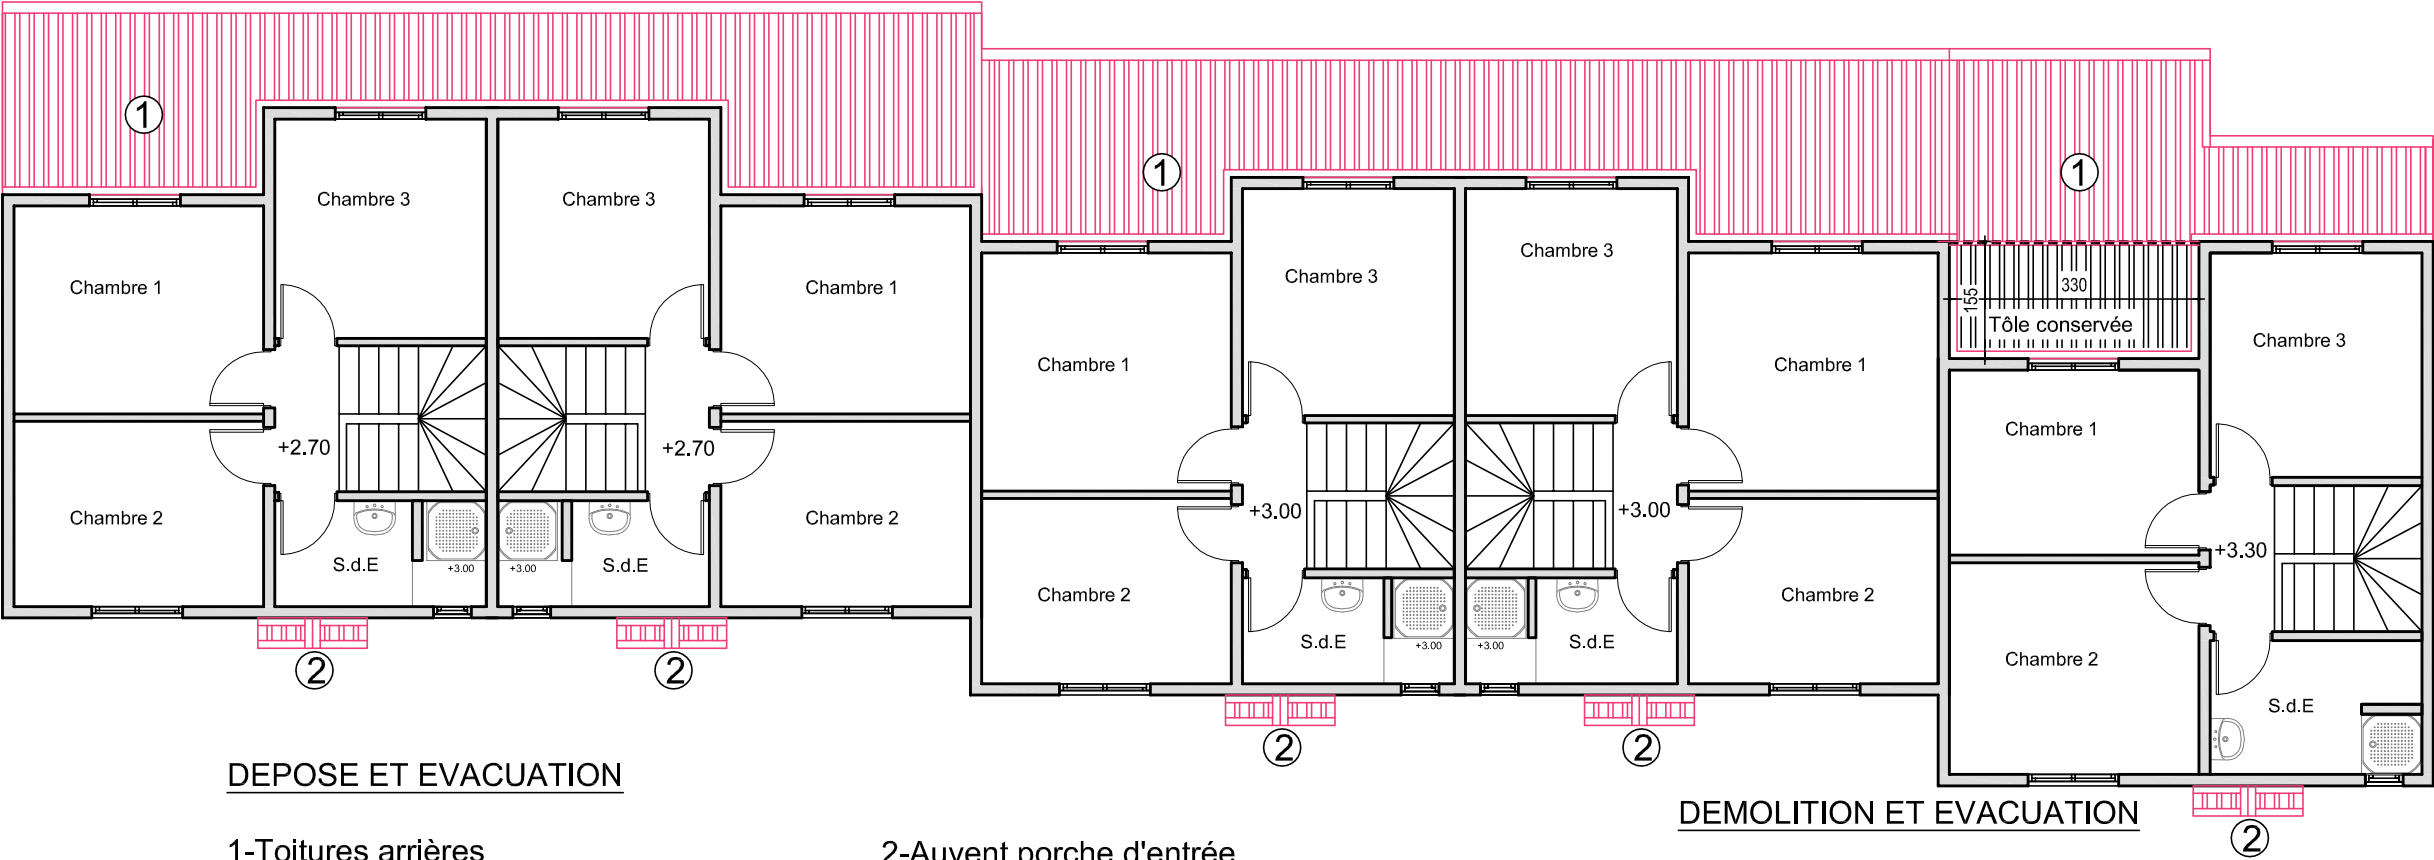 1
1
1
Chambre 3
Chambre 3
Chambre 1
Chambre 1
Chambre 3
Chambre 3
330
155
Tôle conservée
Chambre 3
Chambre 1
Chambre 1
Chambre 1
+2.70
+2.70
Chambre 2
Chambre 2
+3.00
+3.00
+3.30
S.d.E
+3.00
+3.00
S.d.E
Chambre 2
Chambre 2
S.d.E
+3.00
+3.00
S.d.E
Chambre 2
S.d.E
2
2
2
2
2
DEPOSE ET EVACUATION
DEMOLITION ET EVACUATION
1-Toitures arrières
2-Auvent porche d'entrée